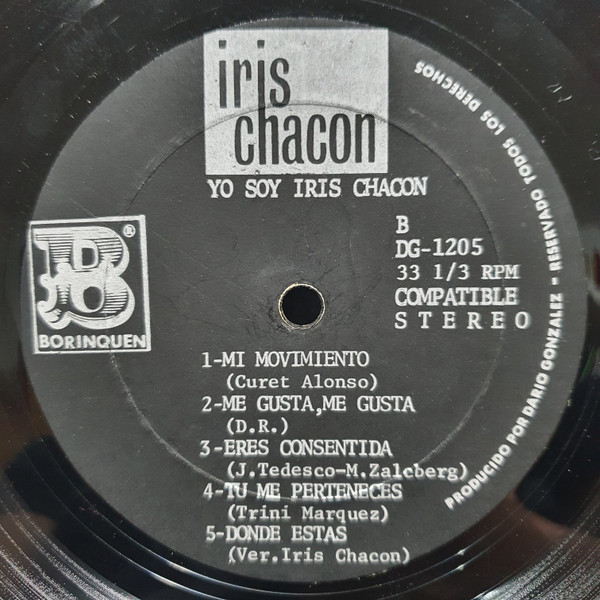 iris
chacon
YO SOY IRIS CHACON
B
®
BORINQUEN
B
DG-1205
33 1/3 RPM
COMPATIBLE
STEREO
1-MI MOVIMIENTO
(Curet Alonso)
2-ME GUSTA,ME GUSTA
(D.R.)
3-ERES CONSENTIDA
(J.Tedesco-M.Zalcberg)
4-TU ME PERTENECES
(Trini Marquez)
5-DONDE ESTAS
(Ver.Iris Chacon)
PRODUCIDO POR DARIO GONZALEZ - RESERVADO TODOS LOS DERECHOS